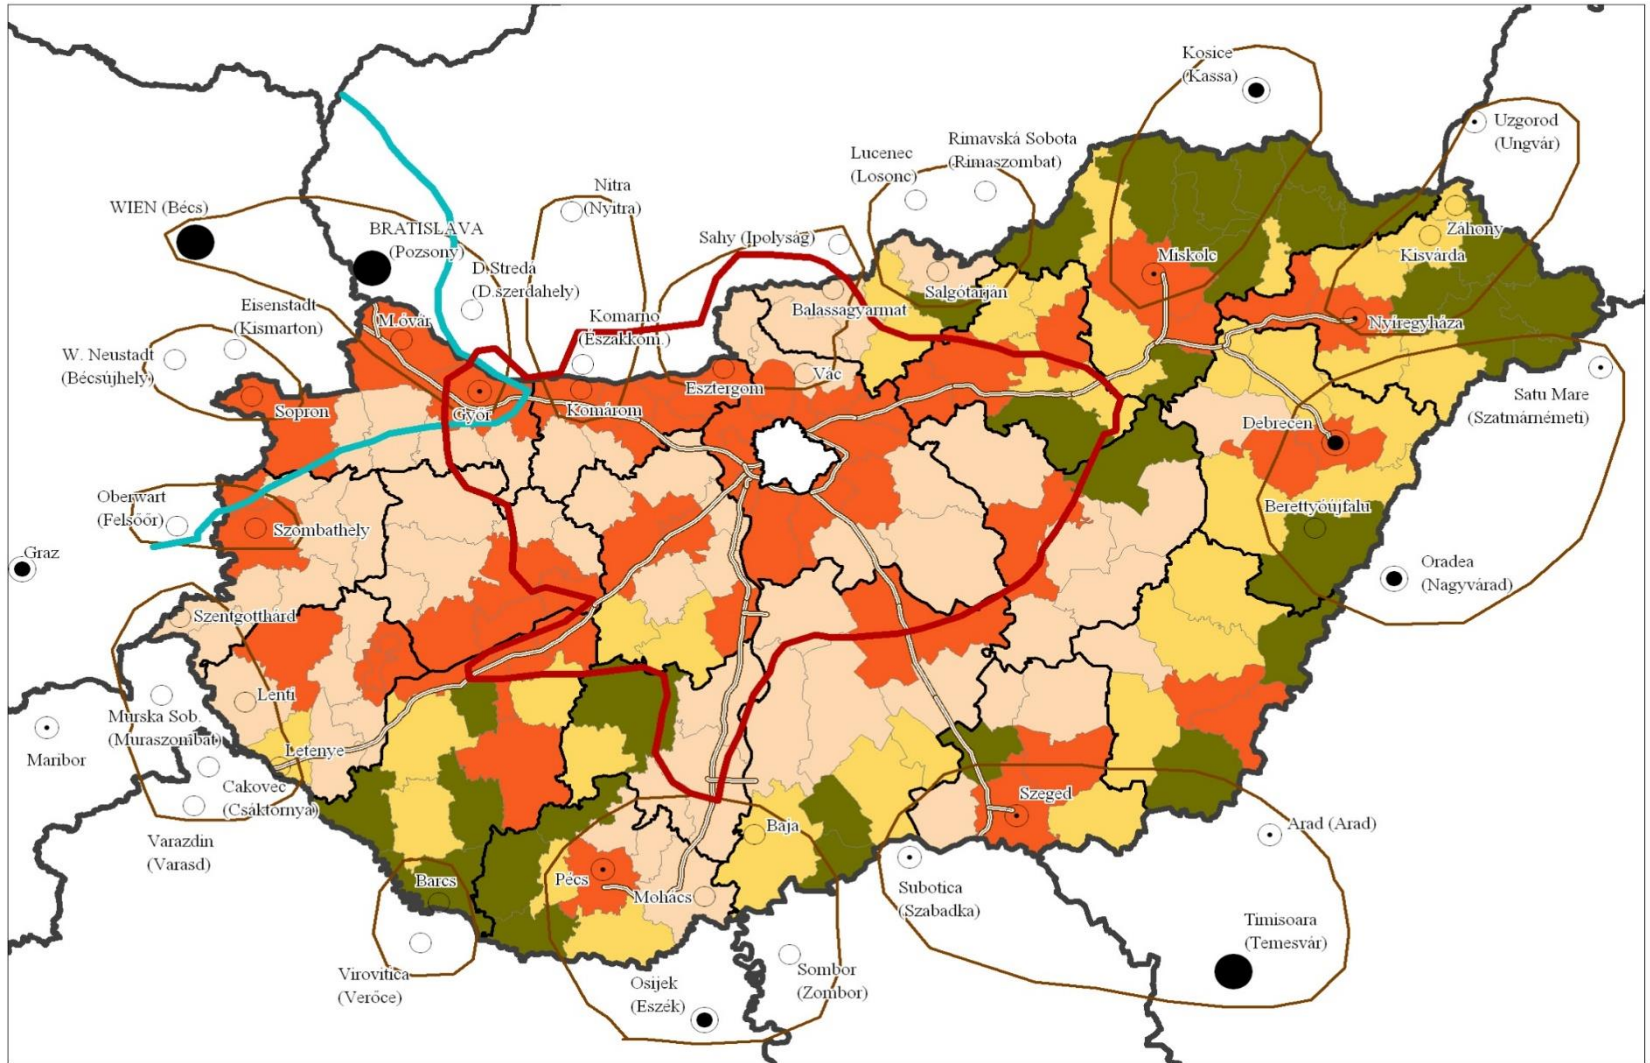 Kosice
(Kassa)
Uzgorod
(Ungvár)
Rimavská Sobota
(Rimaszombat)
Lucenec
(Losonc)
Nitra
(Nyitra)
WIEN (Bécs)
BRATISLAVA
(Pozsony)
Sahy (Ipolyság)
Záhony
Kisvárda
Miskolc
D.Streda
(D.szerdahely)
Salgótarján
Balassagyarmat
Eisenstadt
(Kismarton)
M.óvár
Komarno
(Északkom.)
Nyíregyháza
W. Neustadt
(Bécsújhely)
Vác
Esztergom
Satu Mare
(Szatmárnémeti)
Sopron
Győr
Komárom
Debrecen
Oberwart
(Felsőőr)
Szombathely
Berettyóújfalu
Graz
Oradea
(Nagyvárad)
Szentgotthárd
Lenti
Murska Sob.
(Muraszombat)
Maribor
Letenye
Cakovec
(Csáktornya)
Szeged
Arad (Arad)
Baja
Varazdin
(Varasd)
Barcs
Pécs
Mohács
Subotica
(Szabadka)
Timisoara
(Temesvár)
Virovitica
(Verőce)
Osijek
(Eszék)
Sombor
(Zombor)